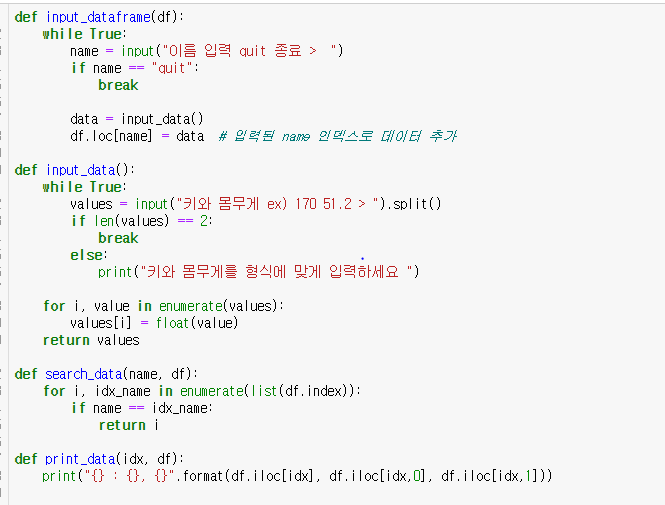 def input_dataframe(df):
    while True:
        name = input("이름 입력 quit 종료 >  ")
        if name == "quit":
            break

        data = input_data()
        df.loc[name] = data  # 입력된 name 인덱스로 데이터 추가

def input_data():
    while True:
        values = input("키와 몸무게 ex) 170 51.2 > ").split()
        if len(values) == 2:
            break
        else:
            print("키와 몸무게를 형식에 맞게 입력하세요 ")

    for i, value in enumerate(values):
        values[i] = float(value)
    return values

def search_data(name, df):
    for i, idx_name in enumerate(list(df.index)):
        if name == idx_name:
            return i

def print_data(idx, df):
    print("{} : {}, {}".format(df.iloc[idx], df.iloc[idx,0], df.iloc[idx,1]))